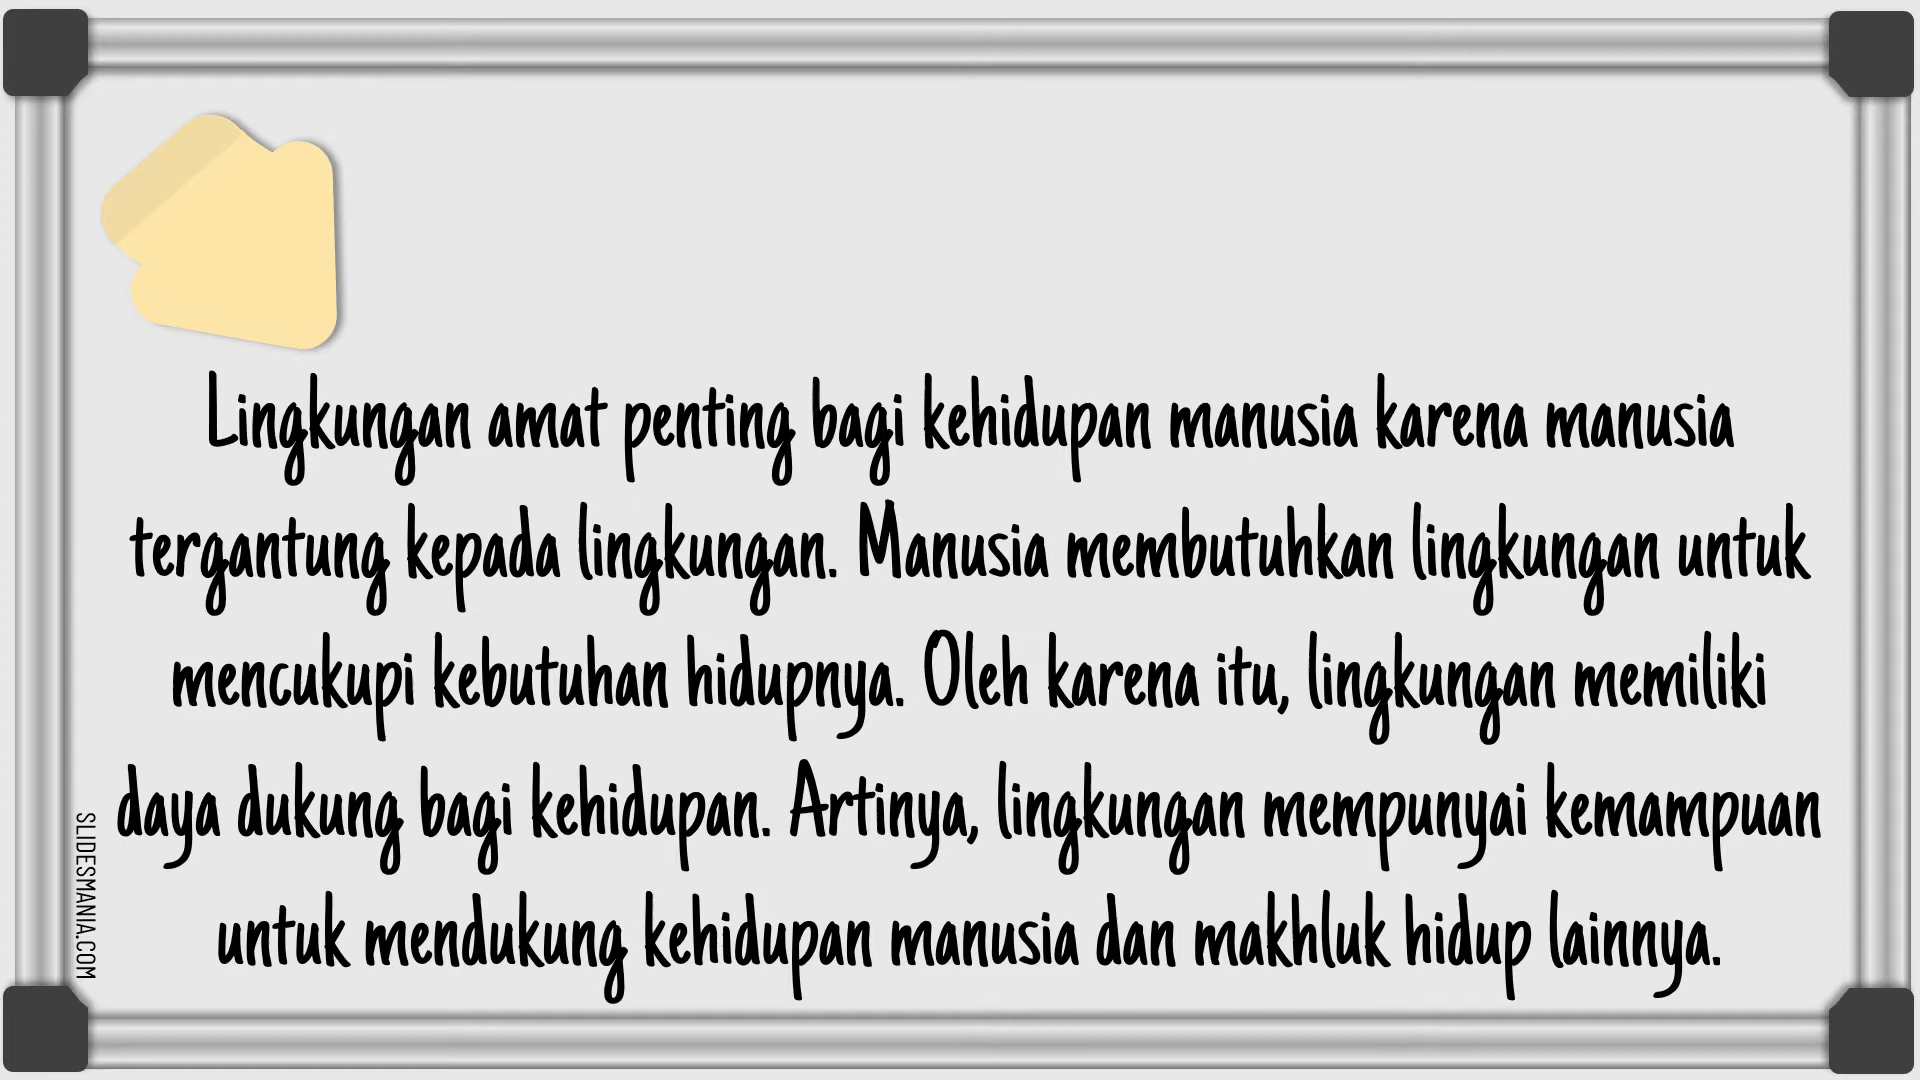 Lingkungan amat penting bagi kehidupan manusia karena manusia
tergantung kepada lingkungan. Manusia membutuhkan lingkungan untuk
mencukupi kebutuhan hidupnya. Oleh karena itu, lingkungan memiliki
daya dukung bagi kehidupan. Artinya, lingkungan mempunyai kemampuan
untuk mendukung kehidupan manusia dan makhluk hidup lainnya.
SLIDESMANIA.COM